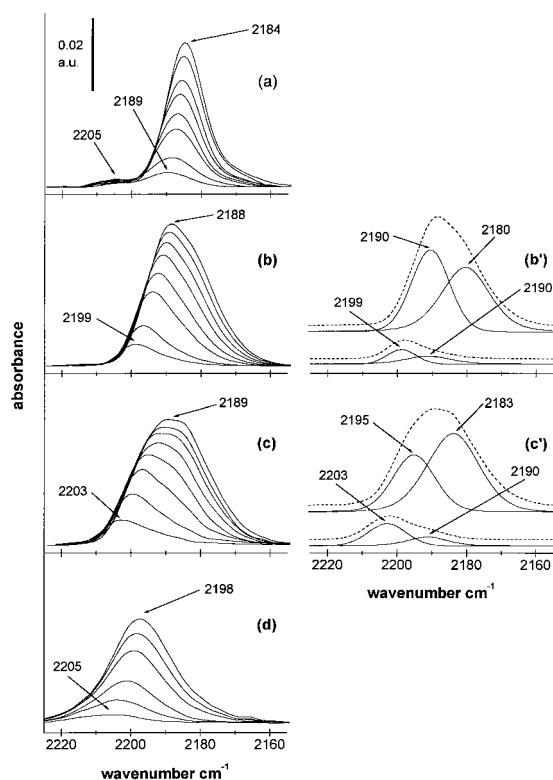 0.02
a.u.
2184
(a)
2189
2205
2188
(b)
2199
2190
2180
(b')
2199
2190
absorbance
2189
(c)
2203
2195
2183
(c')
2203
2190
2220 2200 2180 2160
wavenumber cm-1
2198
(d)
2205
2220 2200 2180 2160
wavenumber cm-1